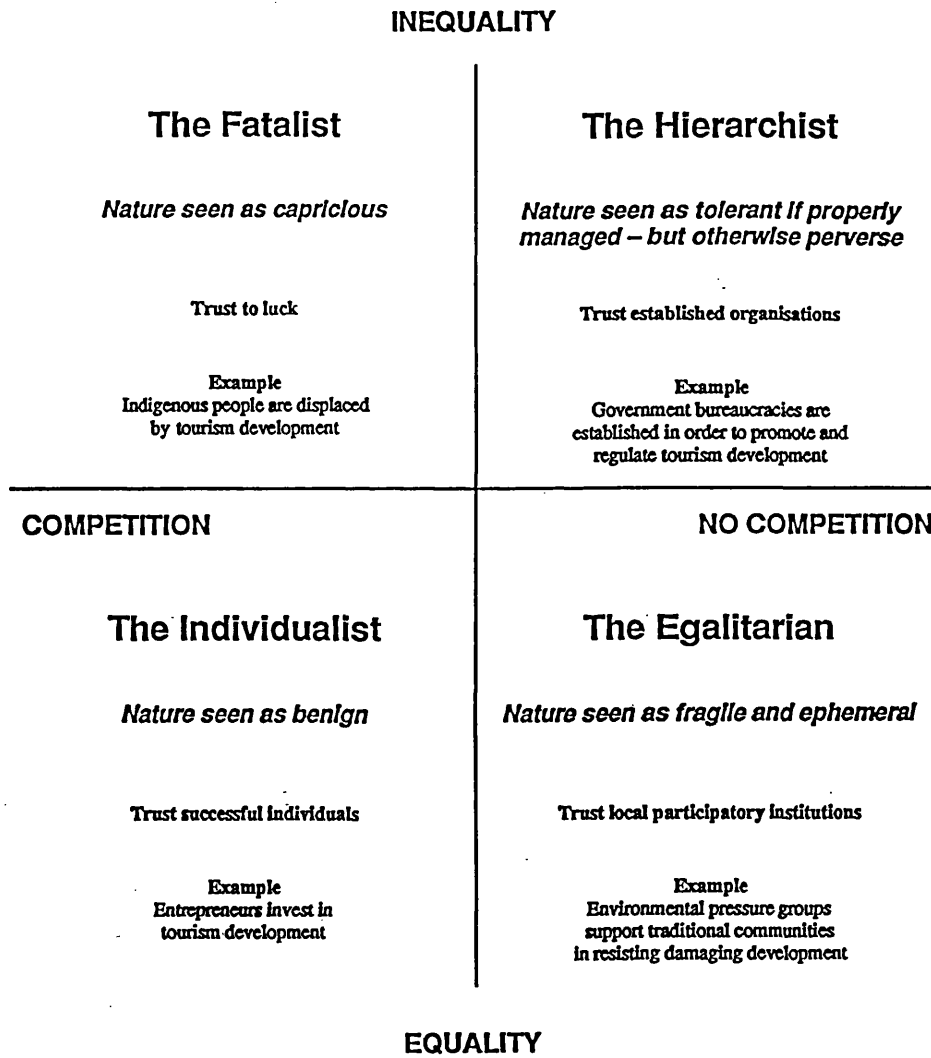 INEQUALITY
The Fatalist
Nature seen as capricious
Trust to luck
Example
Indigenous people are displaced
by tourism development
The Hierarchist
Nature seen as tolerant if properly
managed – but otherwise perverse
Trust established organisations
Example
Government bureaucracies are
established in order to promote and
regulate tourism development
COMPETITION
NO COMPETITION
The Individualist
Nature seen as benign
Trust successful individuals
Example
Entrepreneurs invest in
tourism development
The Egalitarian
Nature seen as fragile and ephemeral
Trust local participatory institutions
Example
Environmental pressure groups
support traditional communities
in resisting damaging development
EQUALITY